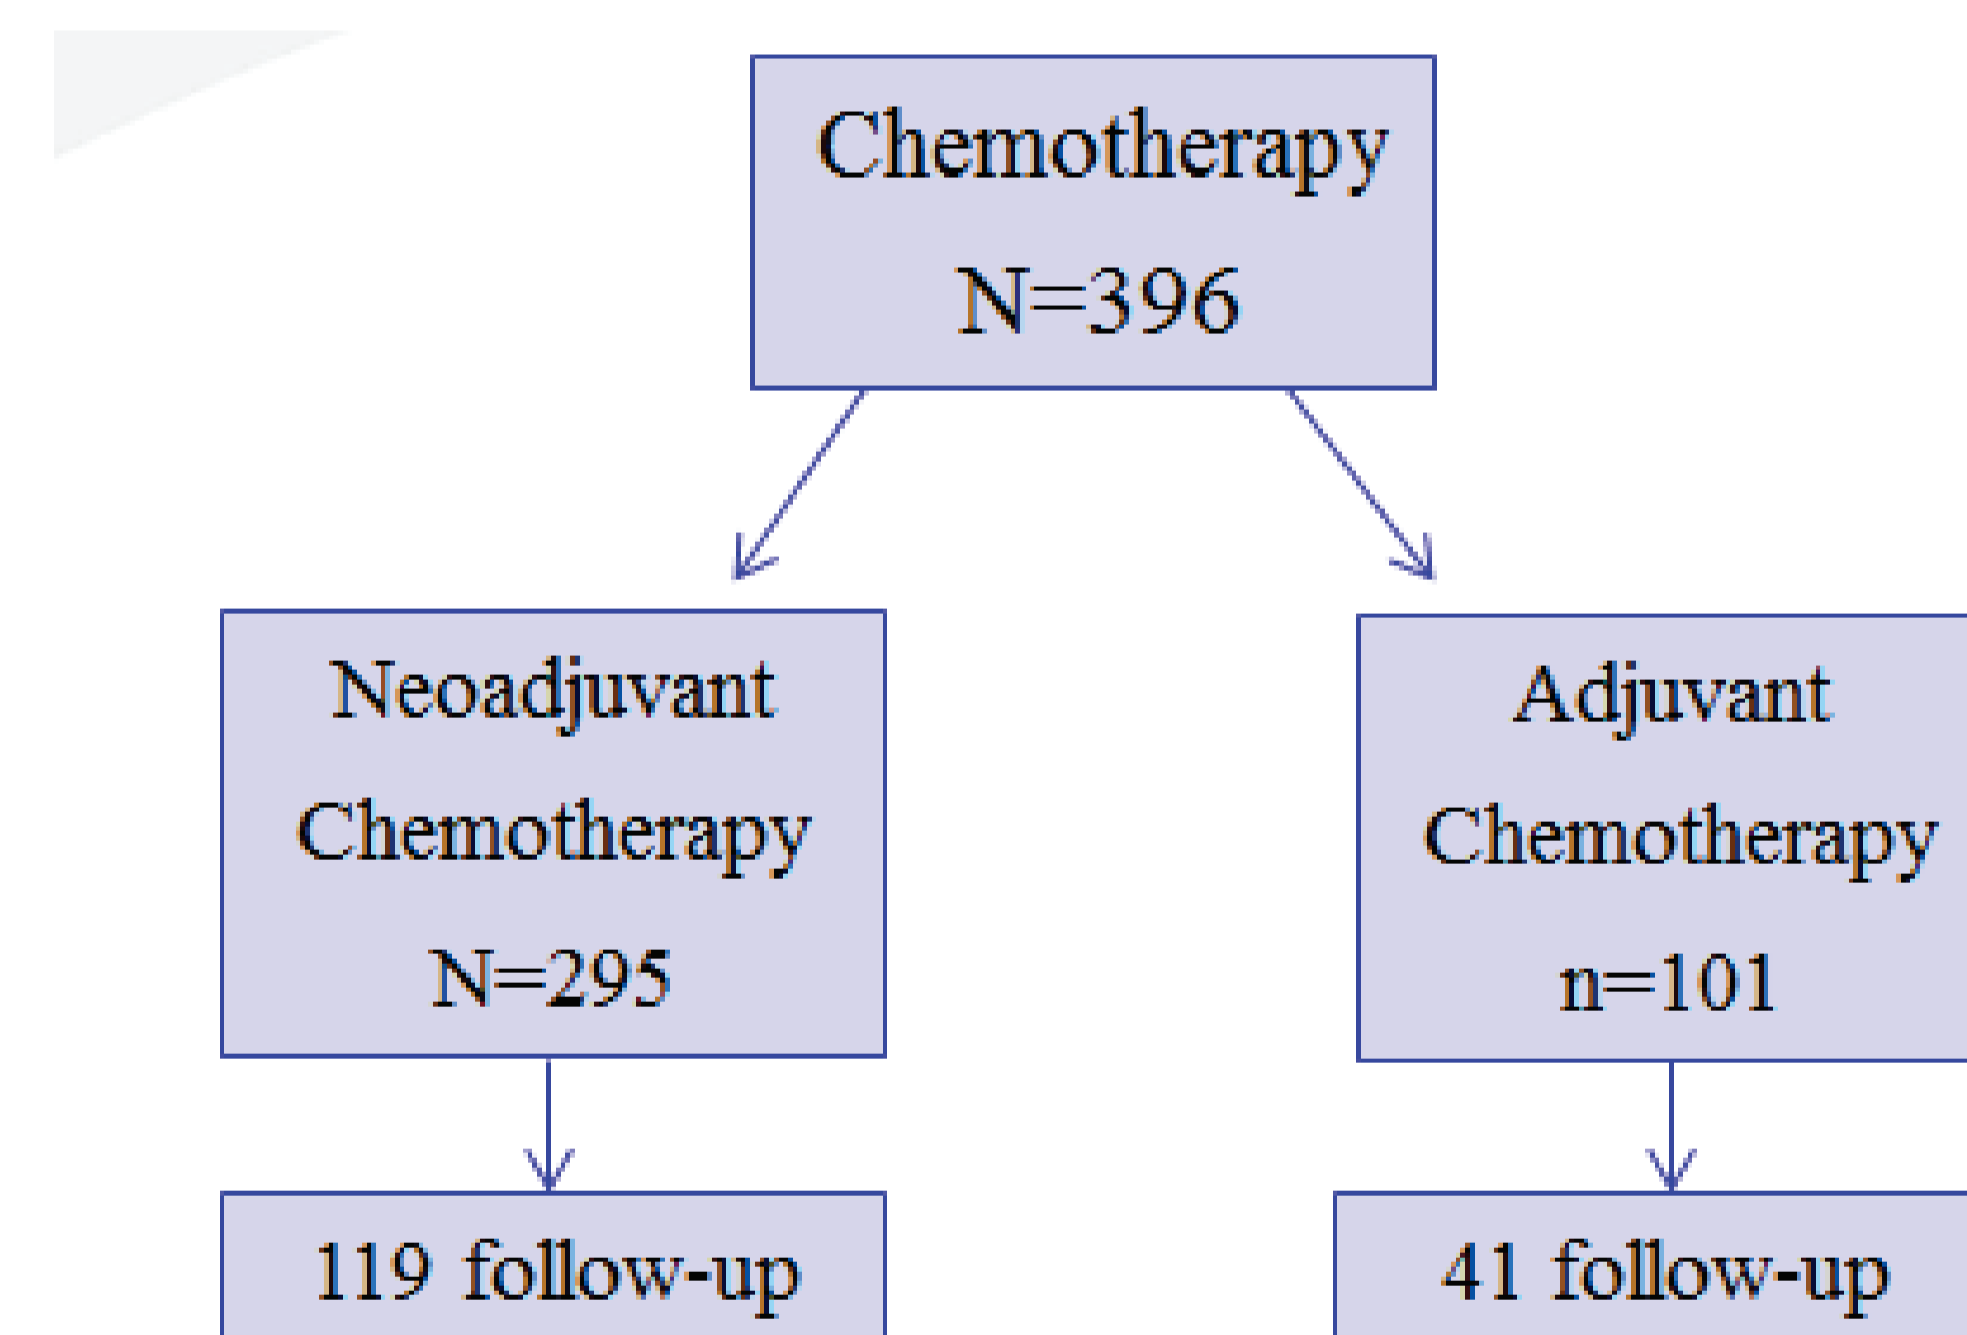 Chemotherapy
N=396
Neoadjuvant
Chemotherapy
N=295
Adjuvant
Chemotherapy
n=101
119 follow-up
41 follow-up